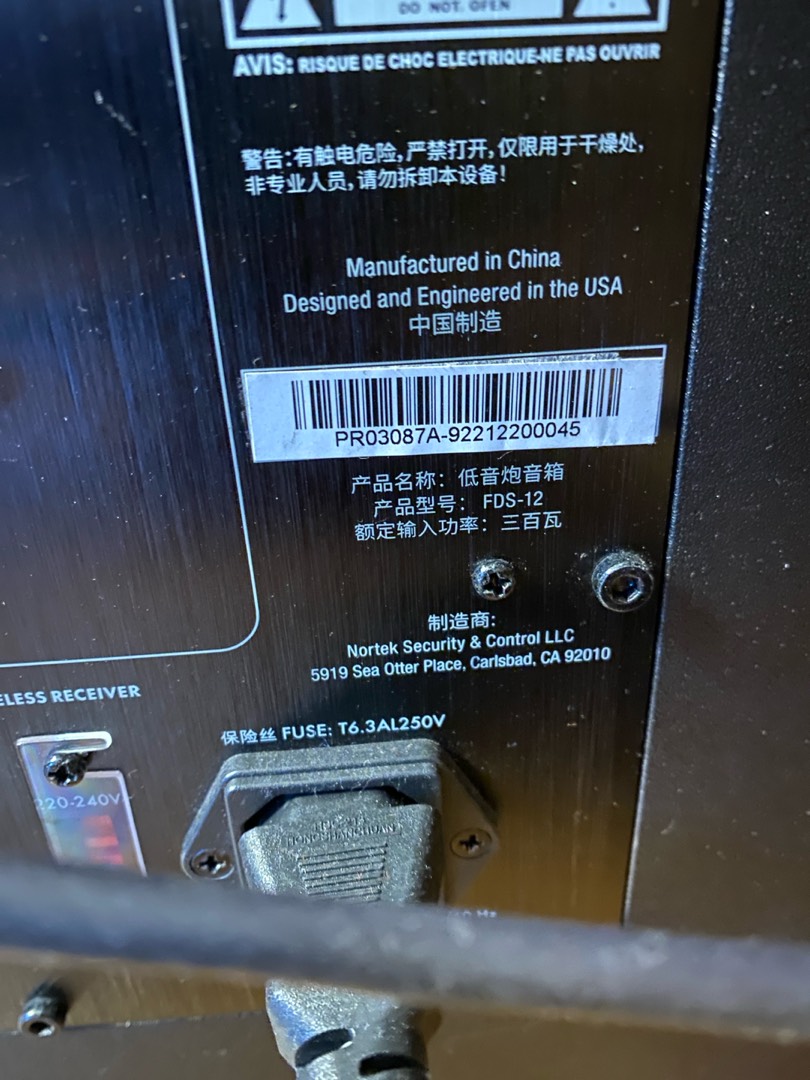 DO NOT OPEN
AVIS: RISQUE DE CHOC ELECTRIQUE-NE PAS OUVRIR
警告:有触电危险,严禁打开,仅限用于干燥处,
非专业人员,请勿拆卸本设备!
Manufactured in China
Designed and Engineered in the USA
中国制造
PR03087A-92212200045
产品名称: 低音炮音箱
产品型号: FDS-12
额定输入功率: 三百瓦
制造商:
Nortek Security & Control LLC
5919 Sea Otter Place, Carlsbad, CA 92010
ELESS RECEIVER
保险丝 FUSE: T6.3AL250V
220-240V~
Hz